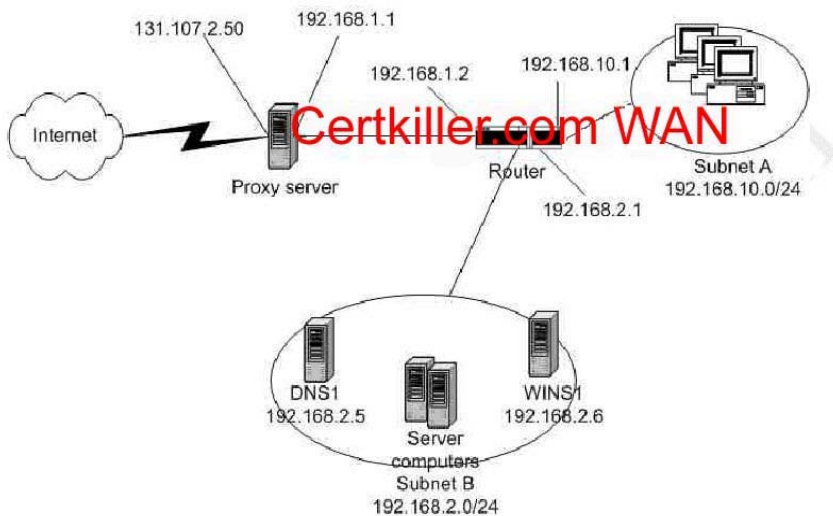 131.107.2.50
192.168.1.1
192.168.1.2
192.168.10.1
Internet
Certkiller.com WAN
Proxy server
Router
Subnet A
192.168.10.0/24
192.168.2.1
DNS1
192.168.2.5
WINS1
192.168.2.6
Server
computers
Subnet B
192.168.2.0/24